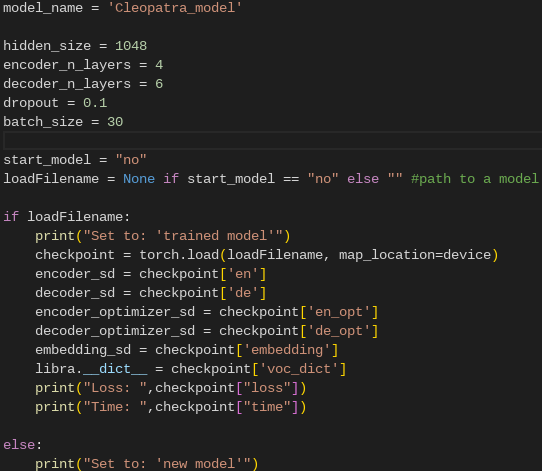 model_name = 'Cleopatra_model'
hidden_size = 1048
encoder_n_layers = 4
decoder_n_layers = 6
dropout = 0.1
batch_size = 30
start_model = "no"
loadFilename = None if start_model == "no" else "" #path to a model
if loadFilename:
    print("Set to: 'trained model'")
    checkpoint = torch.load(loadFilename, map_location=device)
    encoder_sd = checkpoint['en']
    decoder_sd = checkpoint['de']
    encoder_optimizer_sd = checkpoint['en_opt']
    decoder_optimizer_sd = checkpoint['de_opt']
    embedding_sd = checkpoint['embedding']
    libra.__dict__ = checkpoint['voc_dict']
    print("Loss: ",checkpoint["loss"])
    print("Time: ",checkpoint["time"])
else:
    print("Set to: 'new model'")